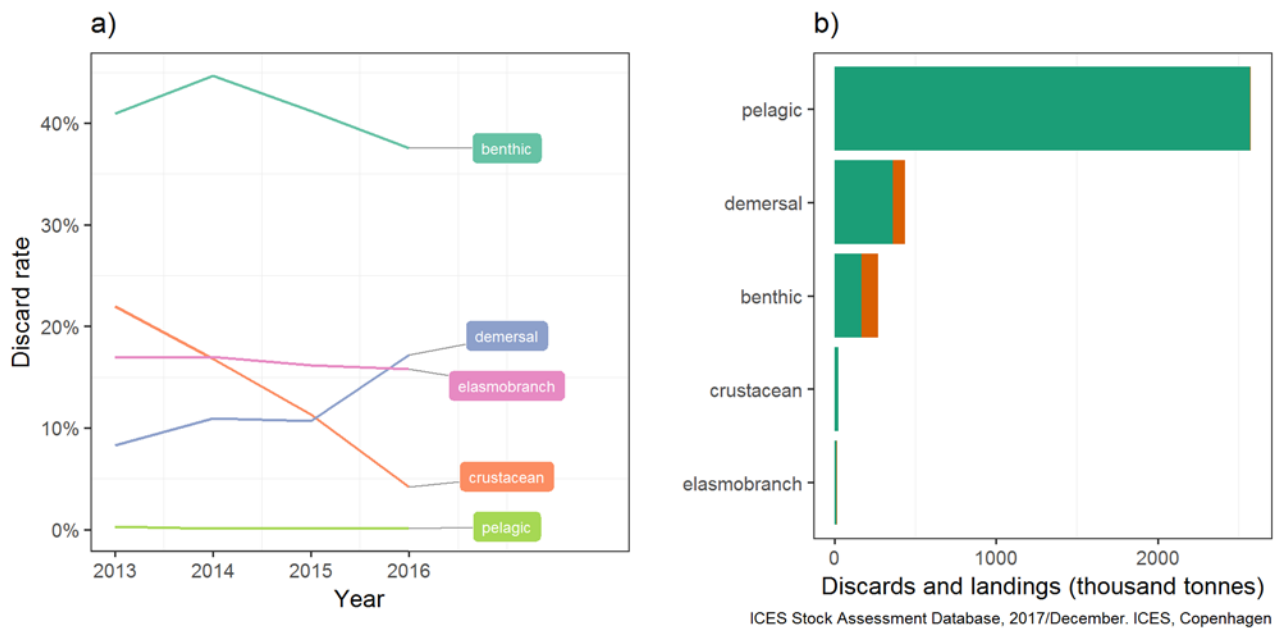 a)
Discard rate
40%
30%
20%
10%
0%
benthic
demersal
elasmobranch
crustacean
pelagic
2013 2014 2015 2016
Year
b)
pelagic
demersal
benthic
crustacean
elasmobranch
0 1000 2000
Discards and landings (thousand tonnes)
ICES Stock Assessment Database, 2017/December. ICES, Copenhagen